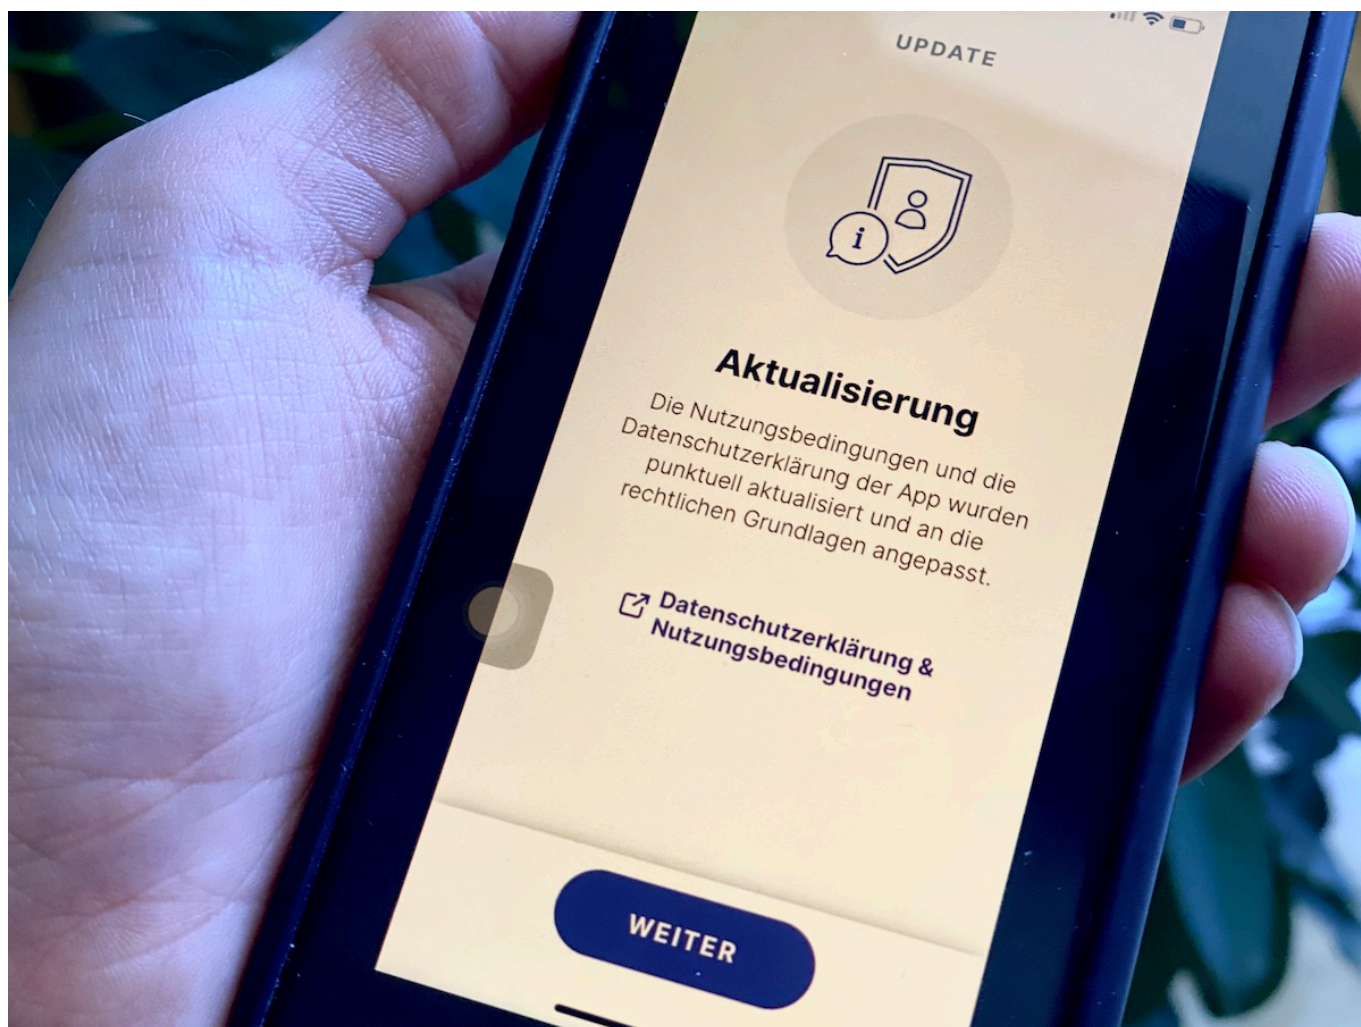 UPDATE
i
Aktualisierung
Die Nutzungsbedingungen und die
Datenschutzerklärung der App wurden
punktuell aktualisiert und an die
rechtlichen Grundlagen angepasst.
Datenschutzerklärung &
Nutzungsbedingungen
WEITER